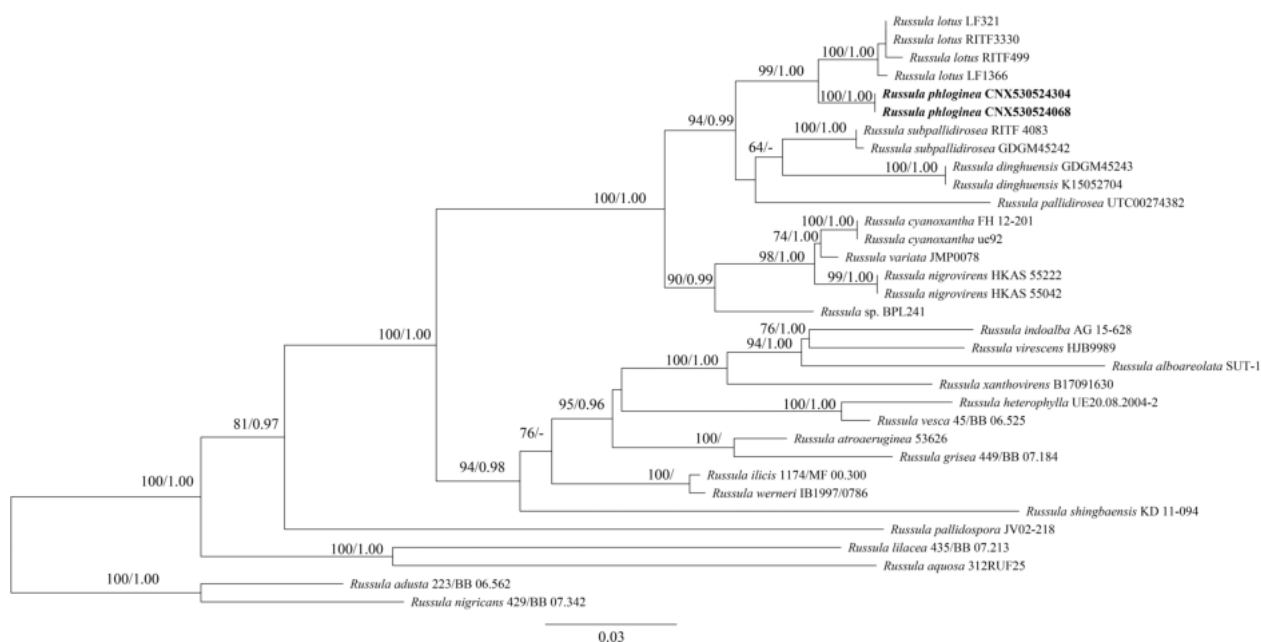 Russula lotus LF321
Russula lotus RITF3330
100/1.00
Russula lotus RITF499
99/1.00
Russula lotus LF1366
100/1.00
Russula phloginea CNX530524304
Russula phloginea CNX530524068
94/0.99
100/1.00
Russula subpallidirosea RITF 4083
64/-
Russula subpallidirosea GDGM45242
100/1.00
Russula dinghuensis GDGM45243
Russula dinghuensis K15052704
100/1.00
Russula pallidirosea UTC00274382
100/1.00
Russula cyanoxantha FH 12-201
74/1.00
Russula cyanoxantha ue92
98/1.00
Russula variata JMP0078
90/0.99
99/1.00
Russula nigrovirens HKAS 55222
Russula nigrovirens HKAS 55042
Russula sp. BPL241
100/1.00
76/1.00
Russula indoalba AG 15-628
94/1.00
Russula virescens HJB9989
100/1.00
Russula alboareolata SUT-1
Russula xanthovirens B17091630
95/0.96
100/1.00
Russula heterophylla UE20.08.2004-2
Russula vesca 45/BB 06.525
81/0.97
76/-
100/
Russula atroaeruginea 53626
Russula grisea 449/BB 07.184
94/0.98
100/
Russula ilicis 1174/MF 00.300
100/1.00
Russula werneri IB1997/0786
Russula shingbaensis KD 11-094
Russula pallidospora JV02-218
100/1.00
Russula lilacea 435/BB 07.213
Russula aquosa 312RUF25
100/1.00
Russula adusta 223/BB 06.562
Russula nigricans 429/BB 07.342
0.03